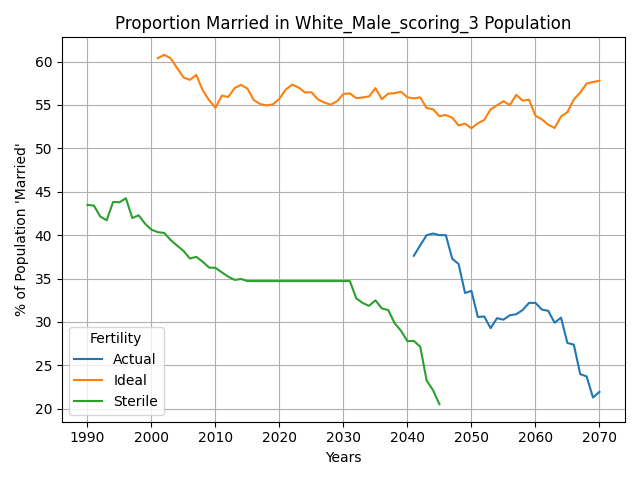 Proportion Married in White_Male_scoring_3 Population
% of Population 'Married'
60
55
50
45
40
35
30
25
20
Fertility
Actual
Ideal
Sterile
1990 2000 2010 2020 2030 2040 2050 2060 2070
Years